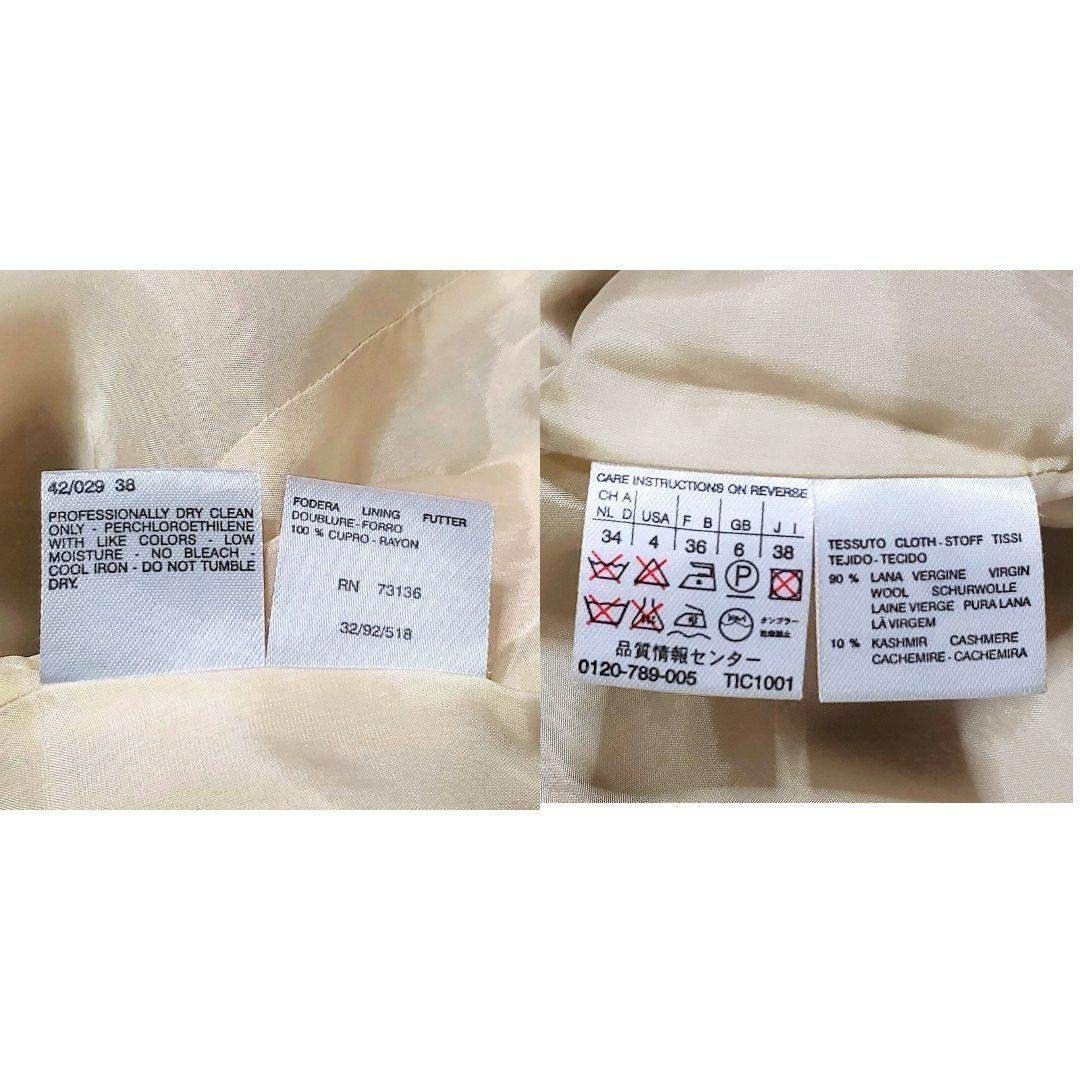 42/029 38
PROFESSIONALLY DRY CLEAN
ONLY - PERCHLOROETHILENE
WITH LIKE COLORS - LOW
MOISTURE - NO BLEACH -
COOL IRON - DO NOT TUMBLE
DRY.
FODERA LINING FUTTER
DOUBLURE-FORRO
100 % CUPRO - RAYON
RN 73136
32/92/518
CARE INSTRUCTIONS ON REVERSE
CH A
NL D USA F B GB J I
34 4 36 6 38
P
タンブラー
乾燥禁止
品質情報センター
0120-789-005 TIC1001
TESSUTO CLOTH-STOFF TISSI
TEJIDO-TECIDO
90 % LANA VERGINE VIRGIN
WOOL SCHURWOLLE
LAINE VIERGE PURA LANA
LÀ VIRGEM
10 % KASHMIR CASHMERE
CACHEMIRE-CACHEMIRA